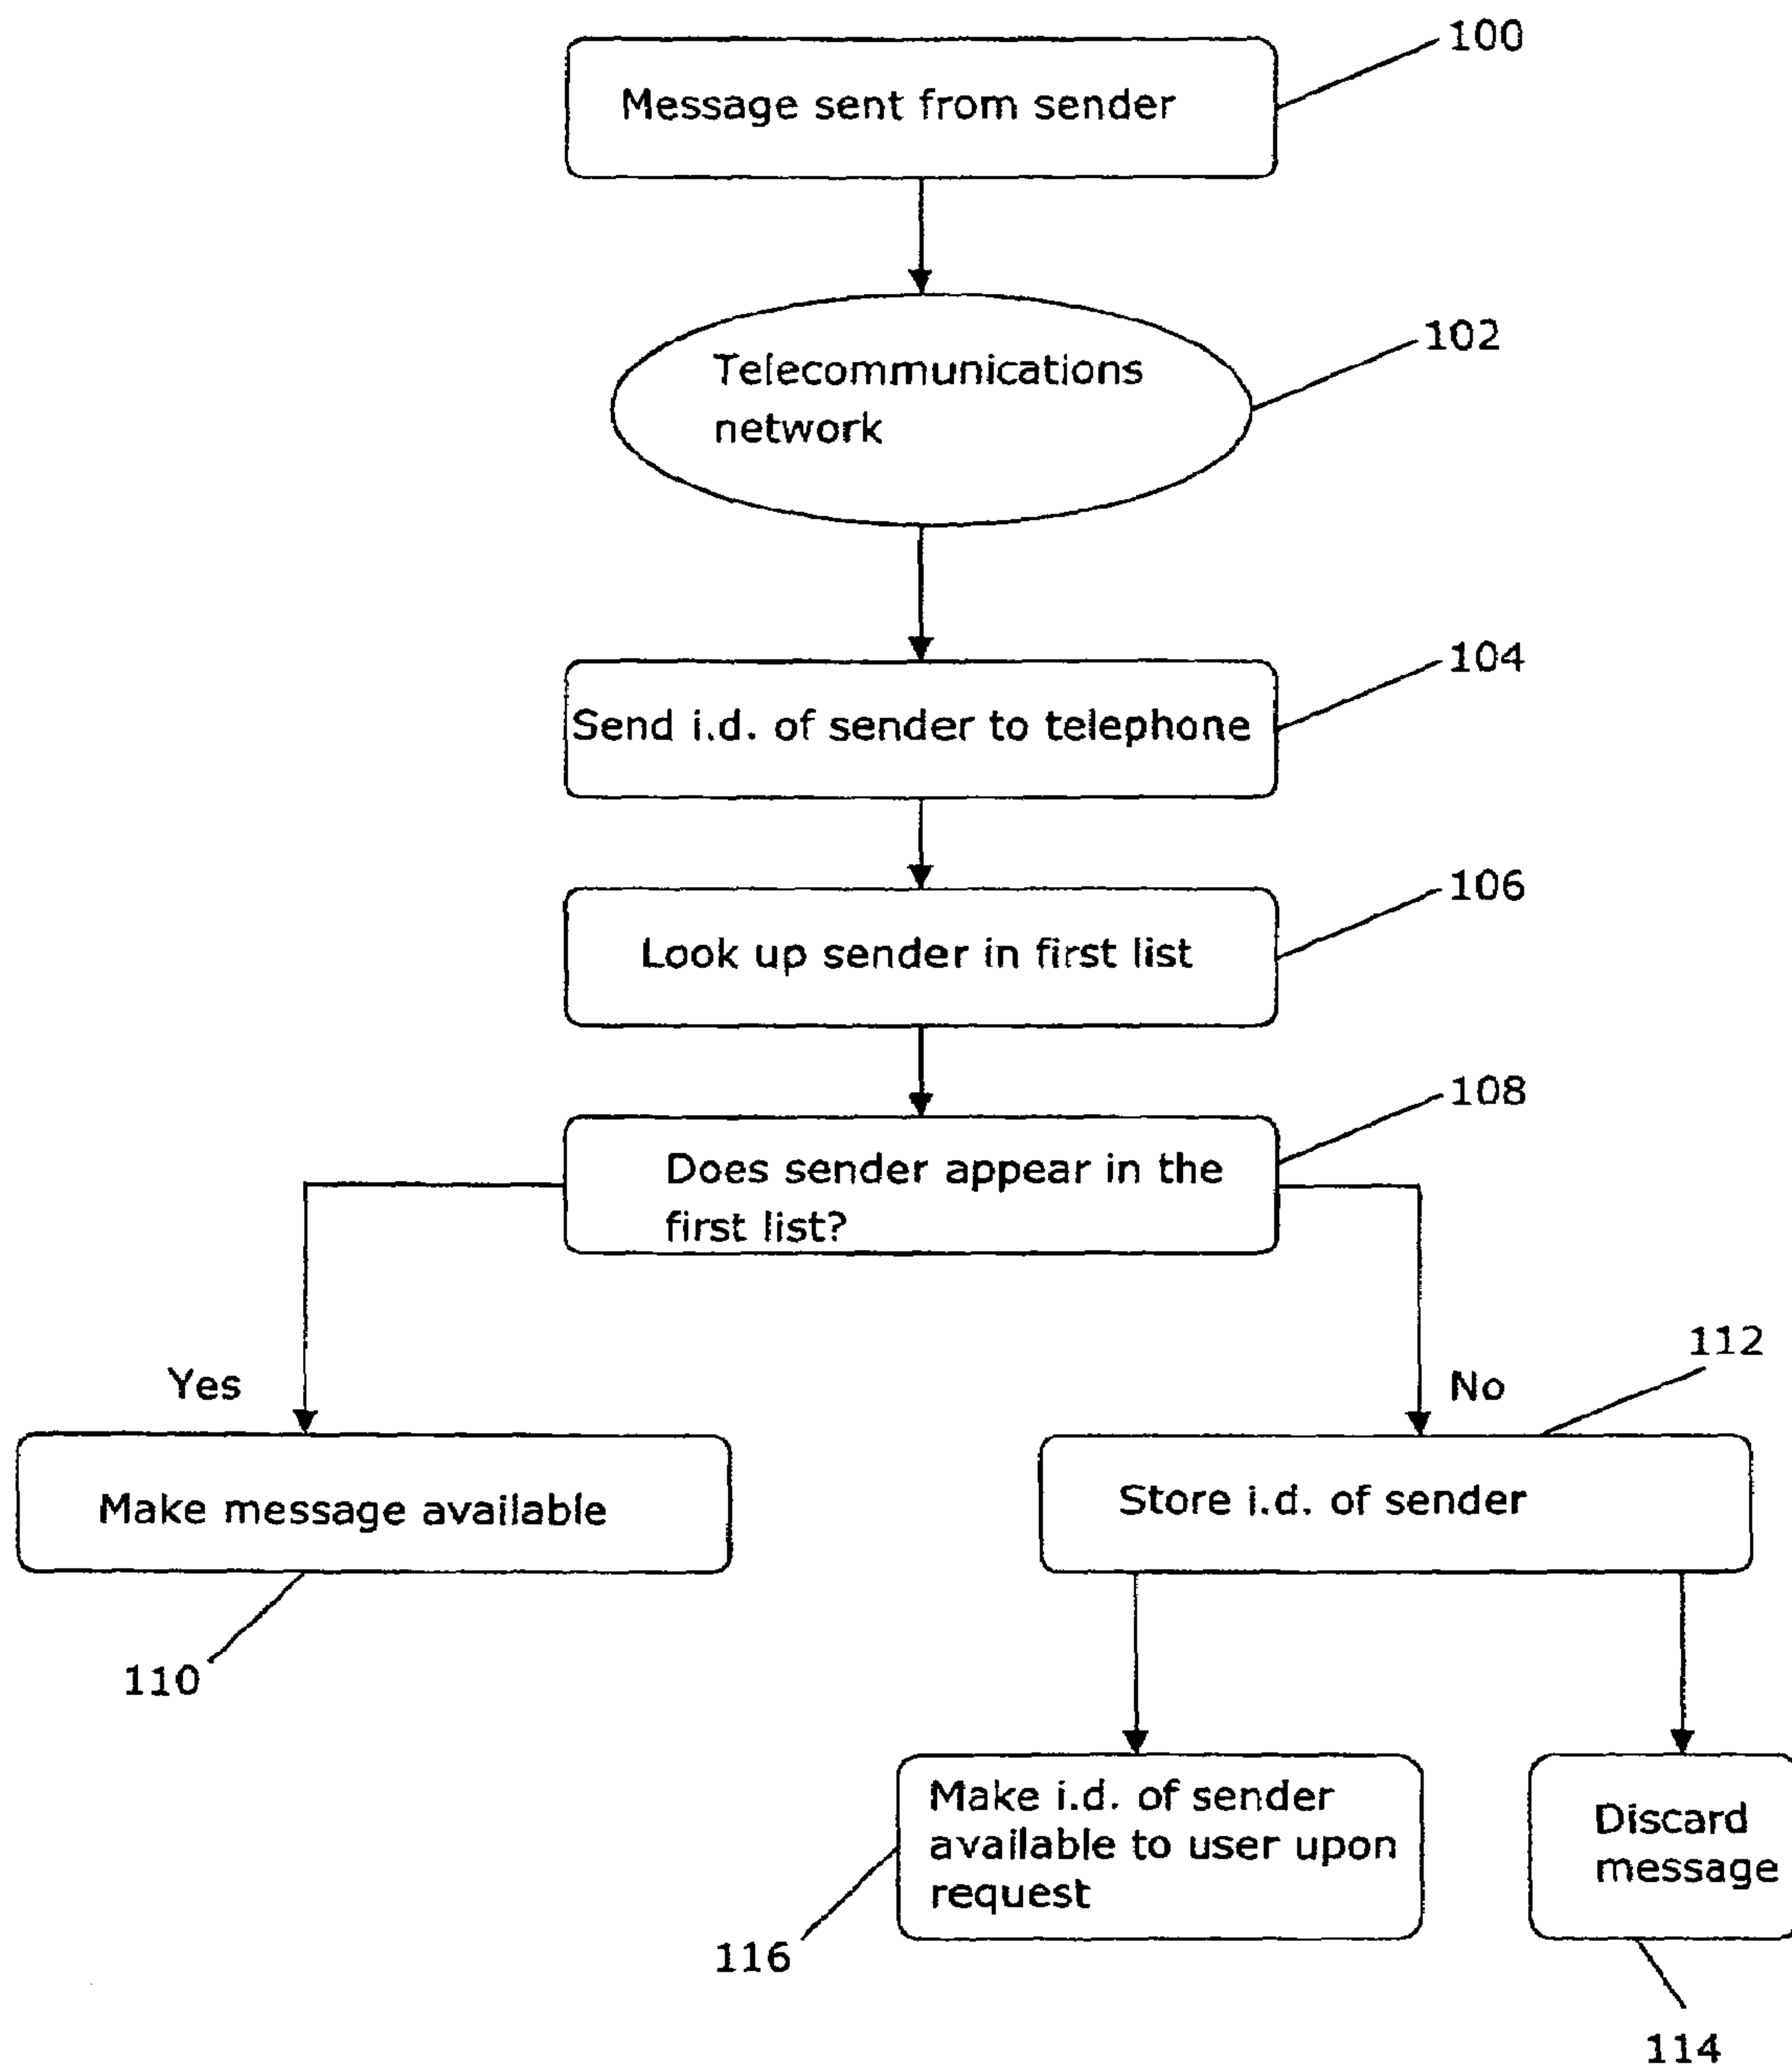 100
Message sent from sender
102
Telecommunications
network
104
Send i.d. of sender to telephone
106
Look up sender in first list
108
Does sender appear in the
first list?
112
Yes
No
Make message available
Store i.d. of sender
110
Make i.d. of sender
available to user upon
request
Discard
message
116
114